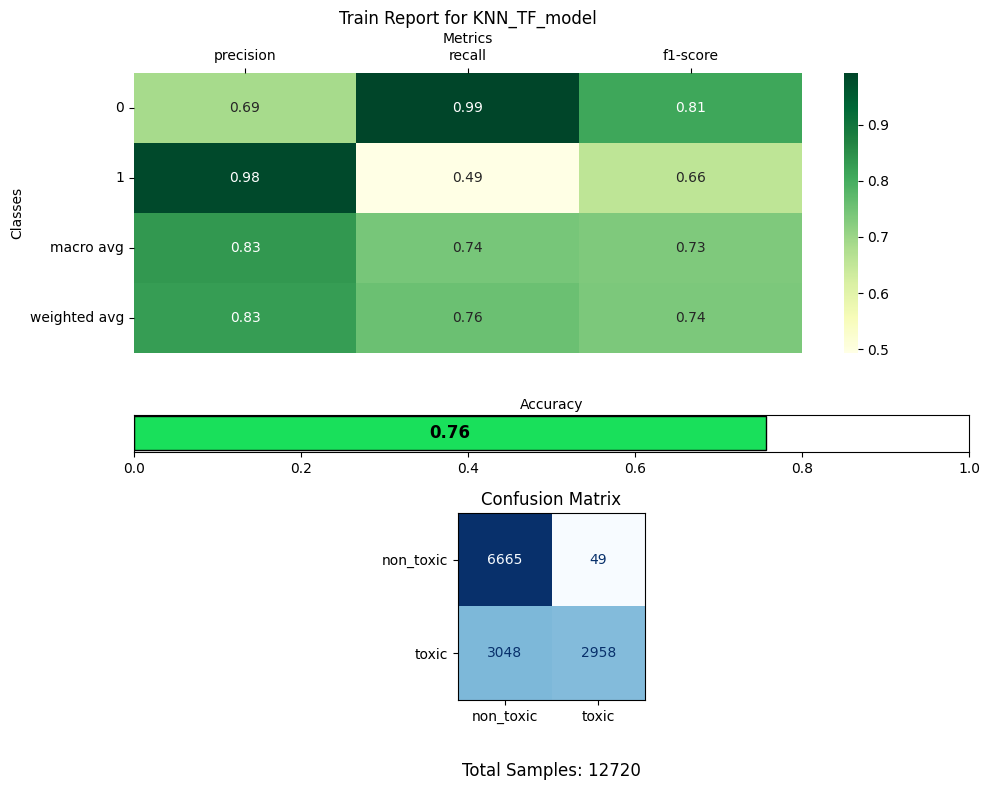 Train Report for KNN_TF_model
Metrics
precision recall f1-score
Classes
0 0.69 0.99 0.81
1 0.98 0.49 0.66
macro avg 0.83 0.74 0.73
weighted avg 0.83 0.76 0.74
0.9
0.8
0.7
0.6
0.5
Accuracy
0.76
0.0 0.2 0.4 0.6 0.8 1.0
Confusion Matrix
non_toxic 6665 49
toxic 3048 2958
non_toxic toxic
Total Samples: 12720